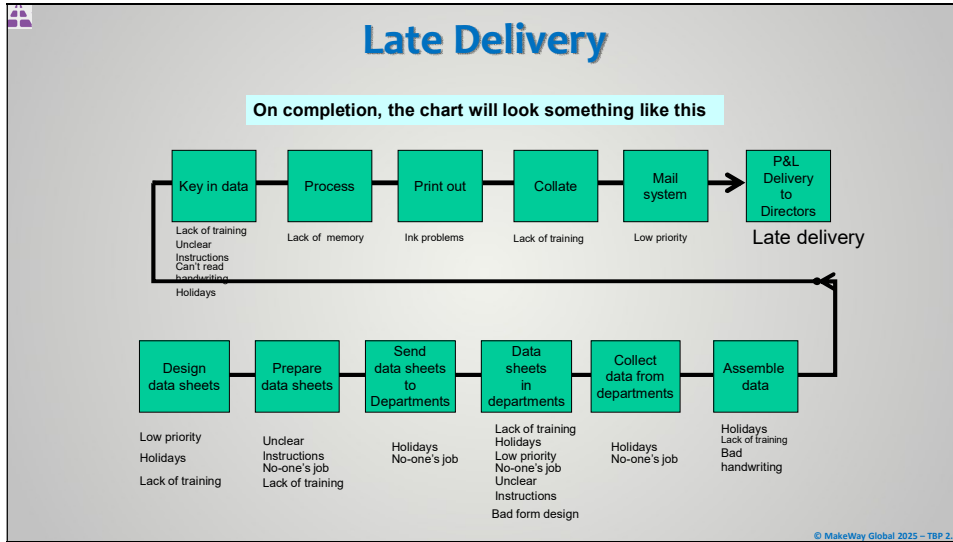 Late Delivery
On completion, the chart will look something like this
Key in data
Process
Print out
Collate
Mail
system
P&L
Delivery
to
Directors
Lack of training
Unclear
Instructions
Can't read
handwriting
Holidays
Lack of memory
Ink problems
Lack of training
Low priority
Late delivery
Design
data sheets
Prepare
data sheets
Send
data sheets
to
Departments
Data
sheets
in
departments
Collect
data from
departments
Assemble
data
Low priority
Holidays
Lack of training
Unclear
Instructions
No-one's job
Lack of training
Holidays
No-one's job
Lack of training
Holidays
Low priority
No-one's job
Unclear
Instructions
Bad form design
Holidays
No-one's job
Holidays
Lack of training
Bad
handwriting
© MakeWay Global 2025 – TBP 2.